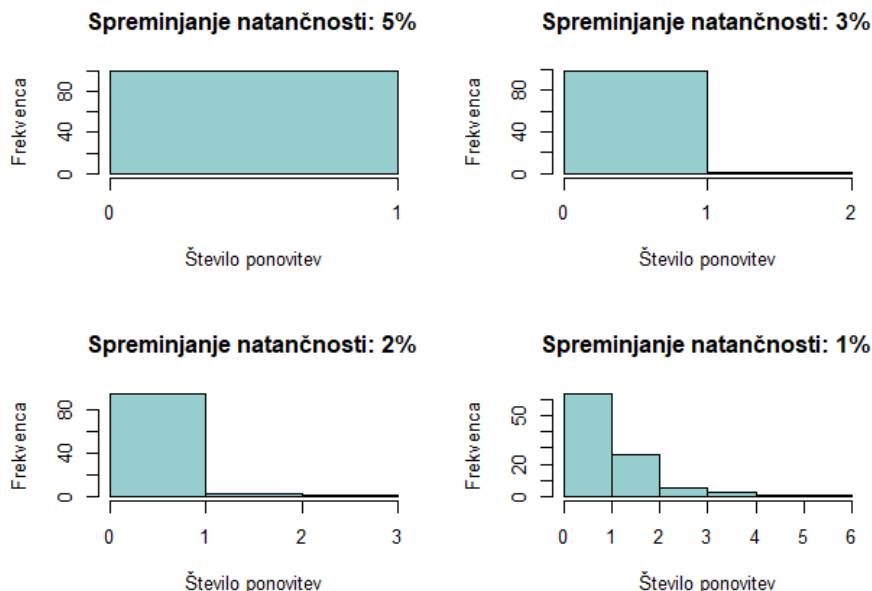 Spreminjanje natančnosti: 5%
Frekvenca
0 40 80
0 1
Število ponovitev
Spreminjanje natančnosti: 3%
Frekvenca
0 40 80
0 1 2
Število ponovitev
Spreminjanje natančnosti: 2%
Frekvenca
0 40 80
0 1 2 3
Število ponovitev
Spreminjanje natančnosti: 1%
Frekvenca
0 20 50
0 1 2 3 4 5 6
Število ponovitev